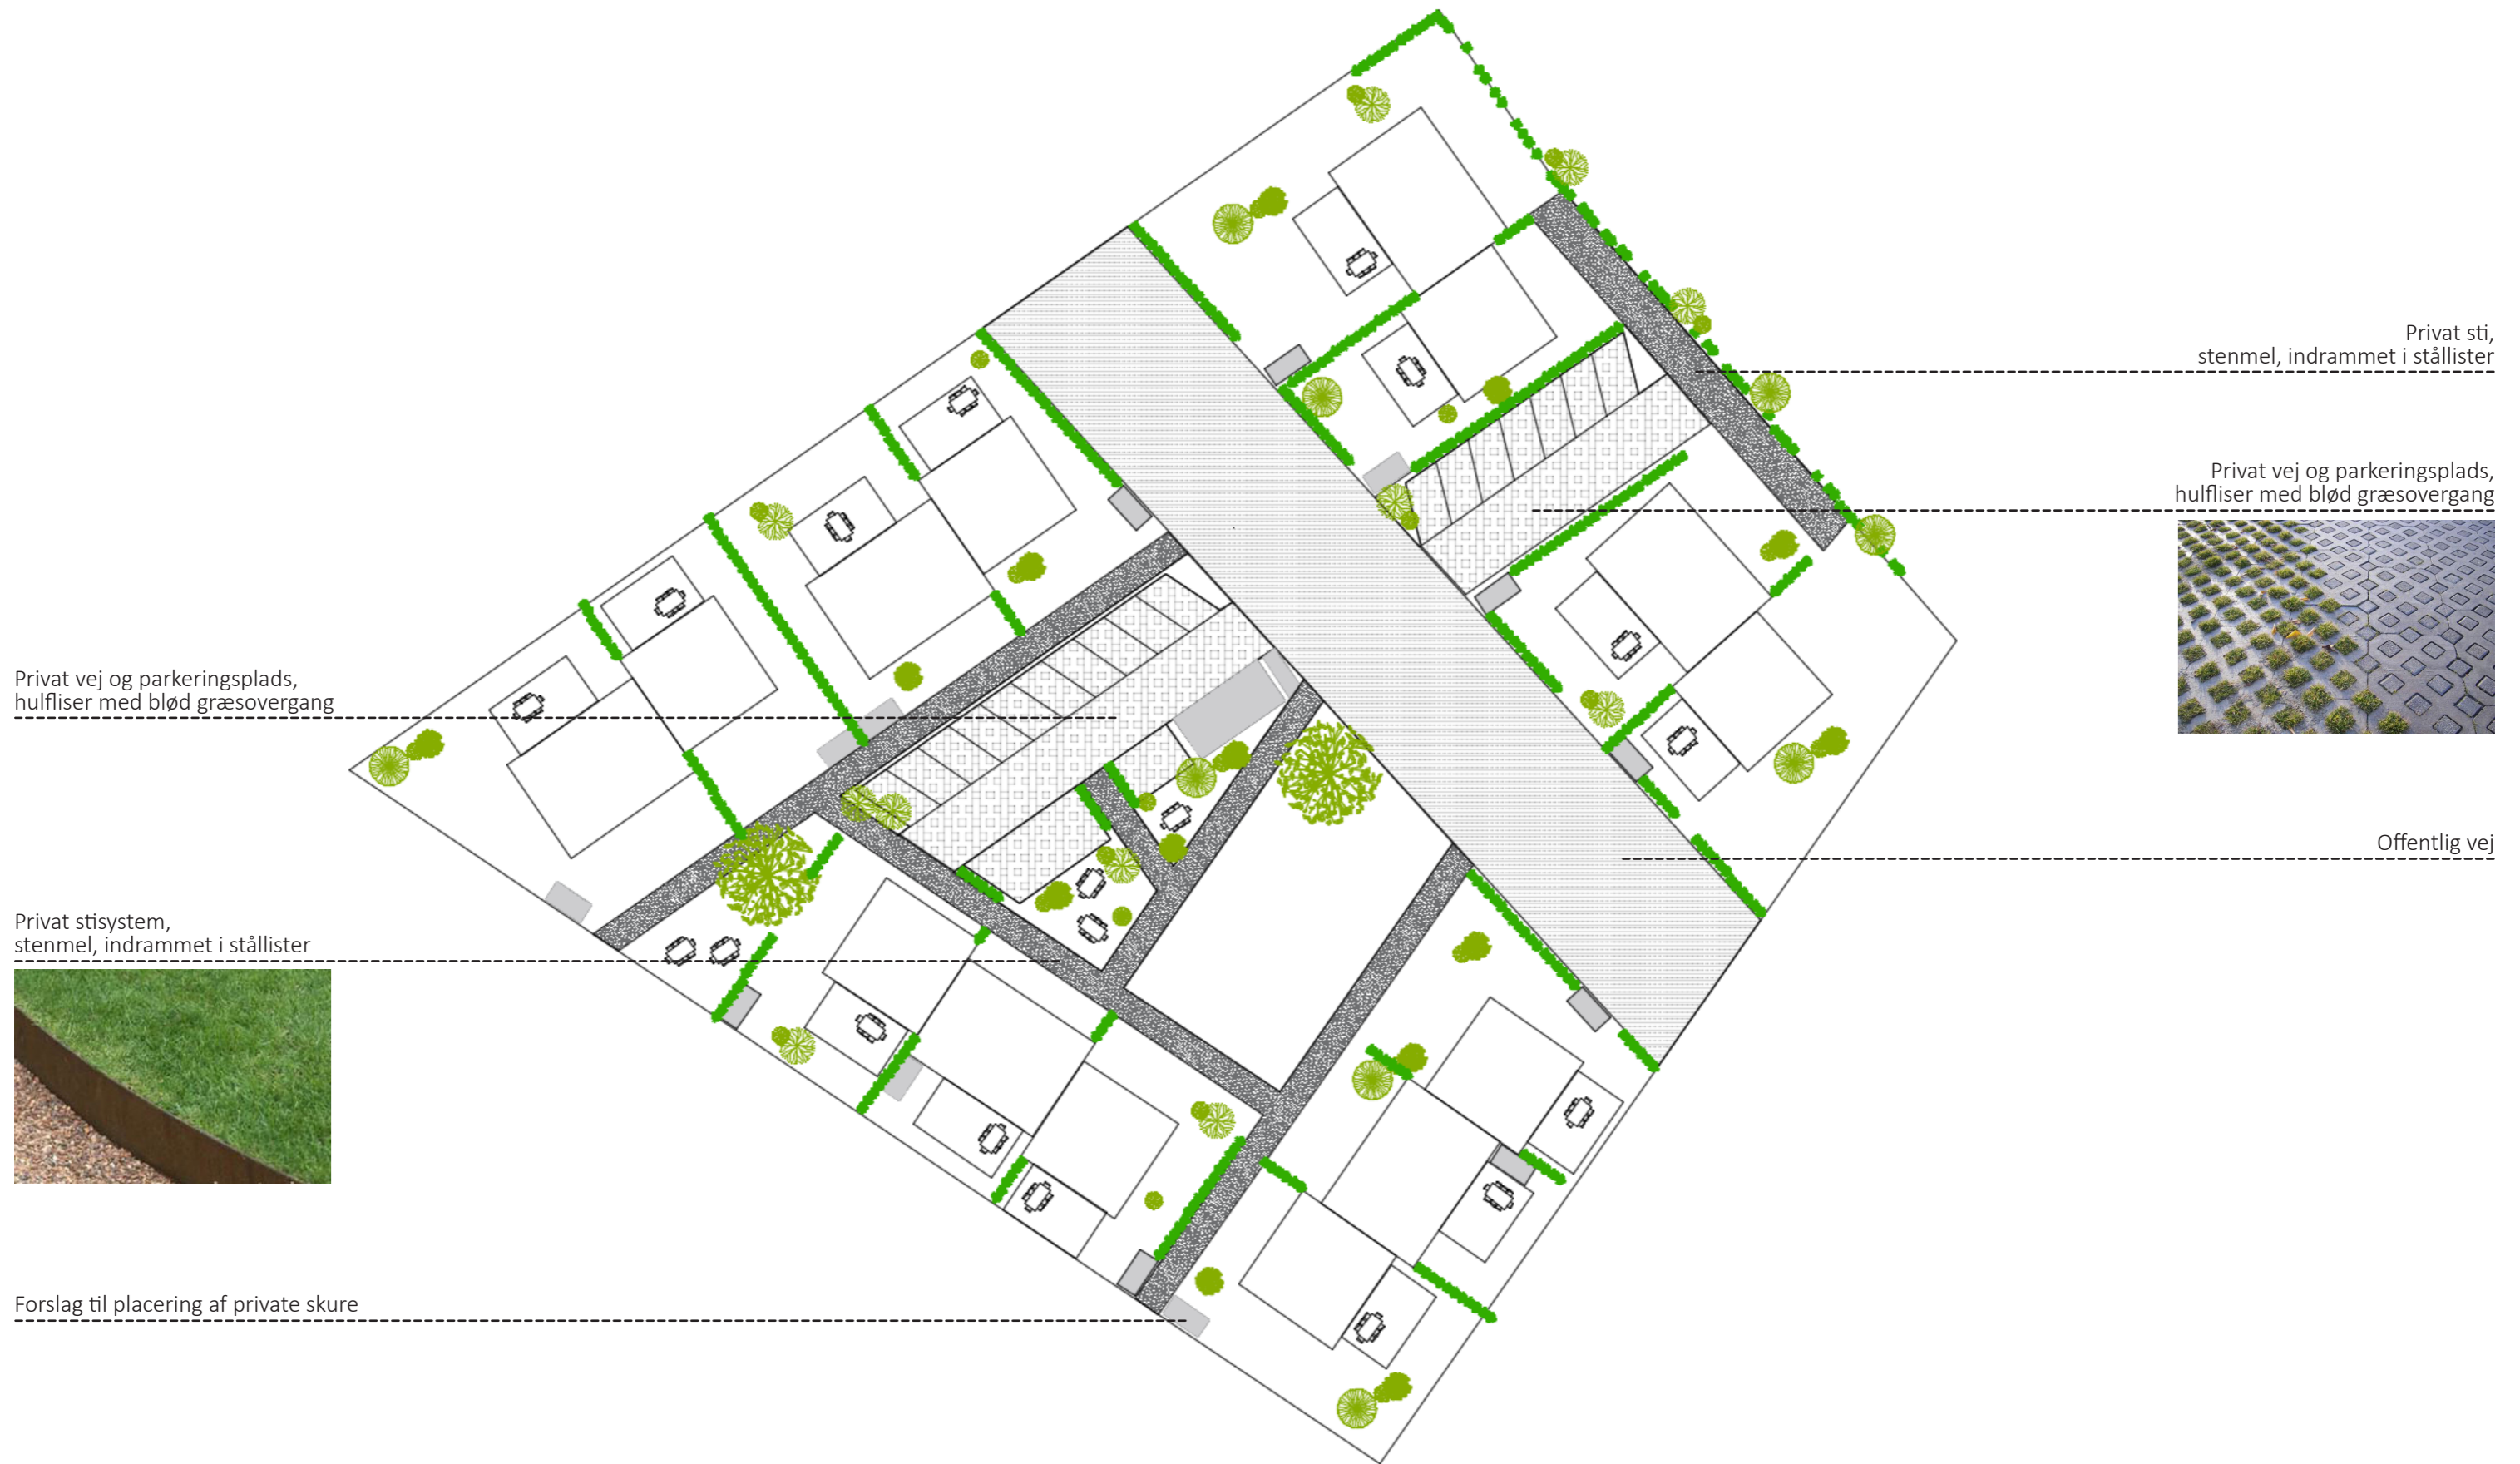 Privat sti,
stenmel, indrammet i stållister
Privat vej og parkeringsplads,
hulfliser med blød græsovergang
Privat vej og parkeringsplads,
hulfliser med blød græsovergang
Offentlig vej
Privat stisystem,
stenmel, indrammet i stållister
Forslag til placering af private skure